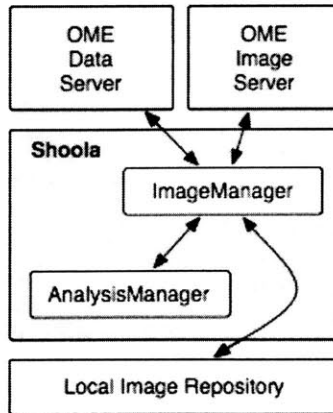 OME
Data
Server
OME
Image
Server
Shoola
ImageManager
AnalysisManager
Local Image Repository